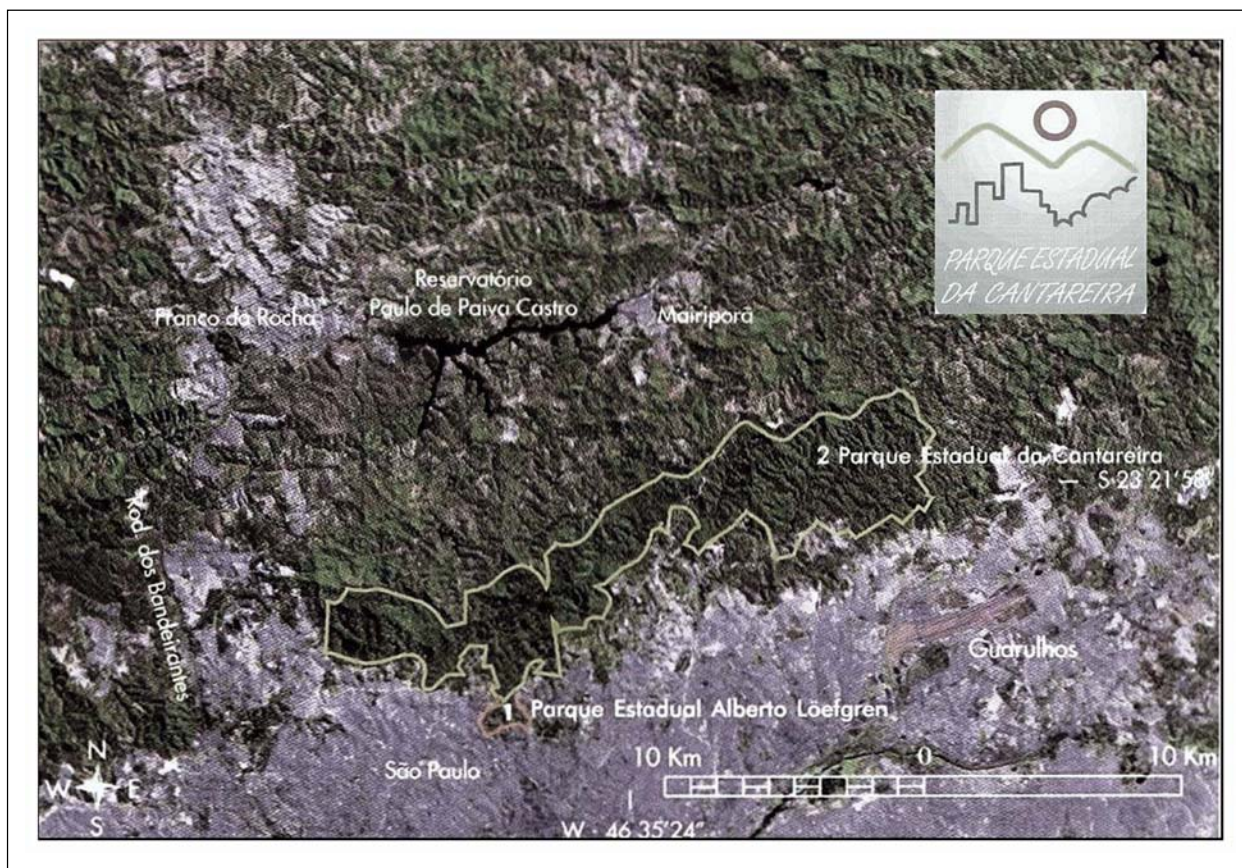 PARQUE ESTADUAL
DA CANTAREIRA
Reservatório
Paulo de Paiva Castro
Franco da Rocha
Mairiporã
2 Parque Estadual da Cantareira
S 23 21'58"
Rod. dos Bandeirantes
Guarulhos
1 Parque Estadual Alberto Löefgren
N
W E
S
São Paulo
10 Km 0 10 Km
W - 46 35'24"